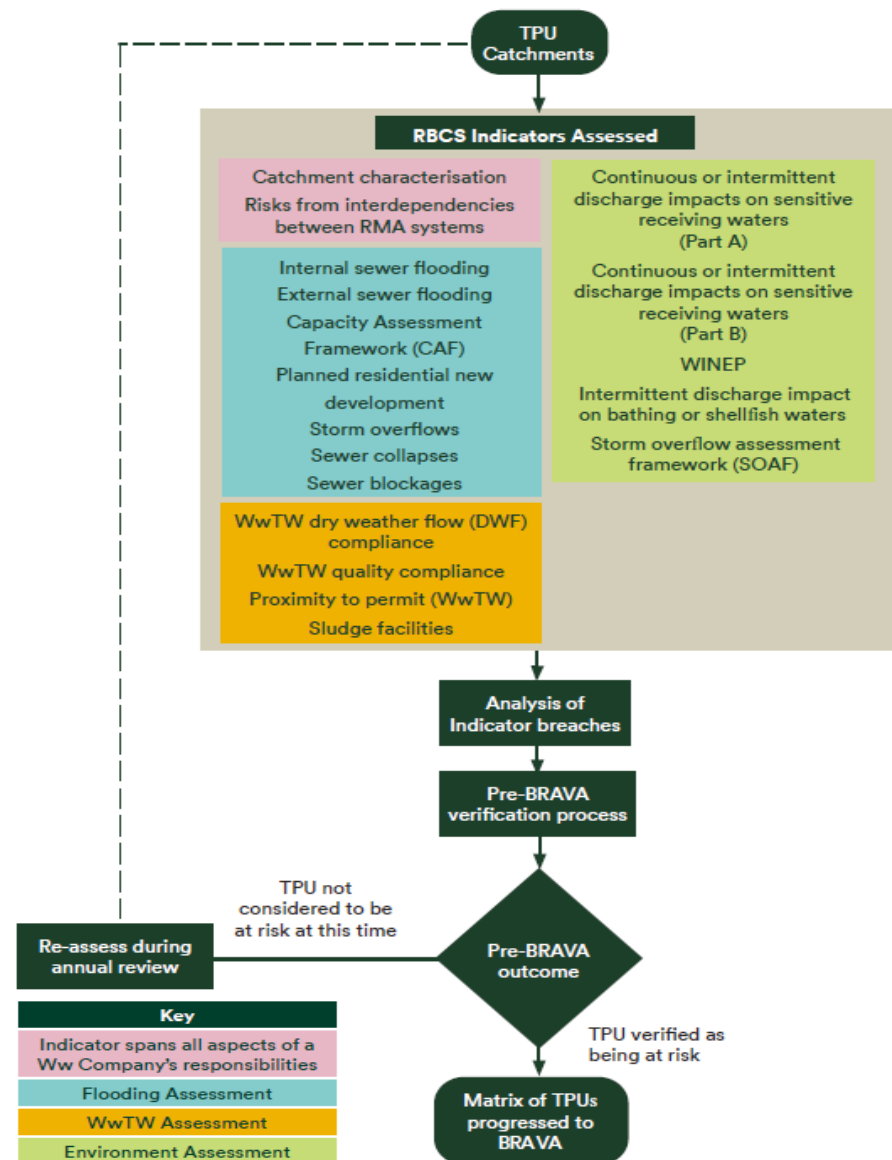 TPU
Catchments
RBCS Indicators Assessed
Catchment characterisation
Risks from interdependencies
between RMA systems
Internal sewer flooding
External sewer flooding
Capacity Assessment
Framework (CAF)
Planned residential new
development
Storm overflows
Sewer collapses
Sewer blockages
WwTW dry weather flow (DWF)
compliance
WwTW quality compliance
Proximity to permit (WwTW)
Sludge facilities
Continuous or intermittent
discharge impacts on sensitive
receiving waters
(Part A)
Continuous or intermittent
discharge impacts on sensitive
receiving waters
(Part B)
WINEP
Intermittent discharge impact
on bathing or shellfish waters
Storm overflow assessment
framework (SOAF)
Analysis of
Indicator breaches
Pre-BRAVA
verification process
Pre-BRAVA
outcome
TPU not
considered to be
at risk at this time
Re-assess during
annual review
TPU verified as
being at risk
Matrix of TPUs
progressed to
BRAVA
Key
Indicator spans all aspects of a
Ww Company's responsibilities
Flooding Assessment
WwTW Assessment
Environment Assessment